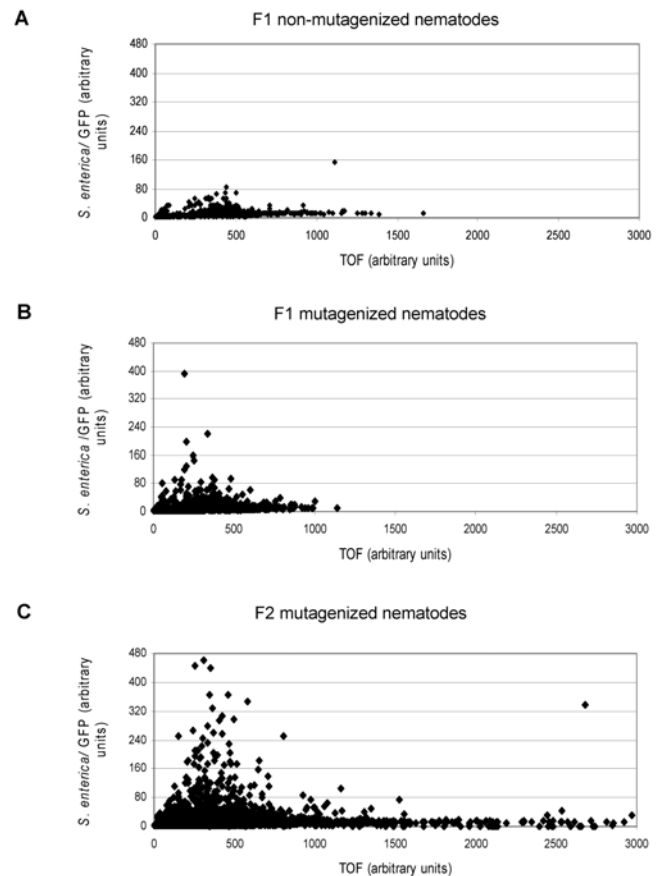 A
F1 non-mutagenized nematodes
S. enterica/ GFP (arbitrary
units)
480
400
320
240
160
80
0
0 500 1000 1500 2000 2500 3000
TOF (arbitrary units)
B
F1 mutagenized nematodes
S. enterica /GFP (arbitrary
units)
480
400
320
240
160
80
0
0 500 1000 1500 2000 2500 3000
TOF (arbitrary units)
C
F2 mutagenized nematodes
S. enterica/ GFP (arbitrary
units)
480
400
320
240
160
80
0
0 500 1000 1500 2000 2500 3000
TOF (arbitrary units)